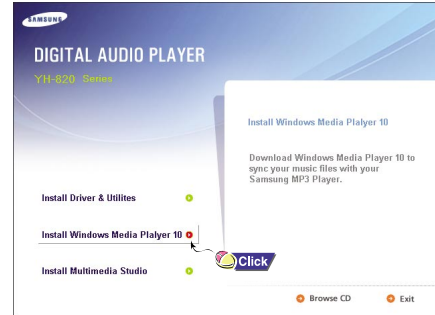 SAMSUNG
DIGITAL AUDIO PLAYER
YH-820 Series
Install Windows Media Plalyer 10
Download Windows Media Player 10 to
sync your music files with your
Samsung MP3 Player.
Install Driver & Utilites
Install Windows Media Plalyer 10
Click
Install Multimedia Studio
Browse CD
Exit